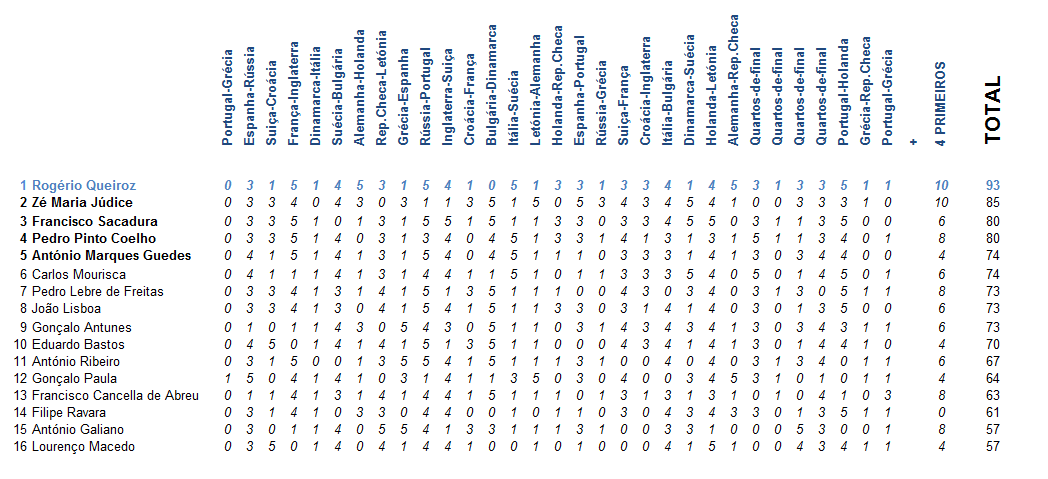 Portugal-Grécia
Espanha-Rússia
Suiça-Croácia
França-Inglaterra
Dinamarca-Itália
Suécia-Bulgária
Alemanha-Holanda
Rep.Checa-Letónia
Grécia-Espanha
Rússia-Portugal
Inglaterra-Suiça
Croácia-França
Bulgária-Dinamarca
Itália-Suécia
Letónia-Alemanha
Holanda-Rep.Checa
Espanha-Portugal
Rússia-Grécia
Suiça-França
Croácia-Inglaterra
Itália-Bulgária
Dinamarca-Suécia
Holanda-Letónia
Alemanha-Rep.Checa
Quartos-de-final
Quartos-de-final
Quartos-de-final
Quartos-de-final
Portugal-Holanda
Grécia-Rep.Checa
Portugal-Grécia
+
4 PRIMEIROS
TOTAL
1 Rogério Queiroz 0 3 1 5 1 4 5 3 1 5 4 1 0 5 1 3 3 1 3 3 4 1 4 5 3 1 3 3 5 1 1 10 93
2 Zé Maria Júdice 0 3 3 4 0 4 3 0 3 1 1 3 3 5 1 5 0 5 3 4 3 4 5 4 1 0 0 3 3 3 1 0 10 85
3 Francisco Sacadura 0 3 3 5 1 0 1 3 1 5 5 1 5 1 1 3 3 0 3 3 4 5 5 0 3 1 1 3 5 0 0 6 80
4 Pedro Pinto Coelho 0 3 3 5 1 4 0 3 1 3 4 0 4 5 1 3 3 1 4 1 3 1 3 1 5 1 1 3 4 0 1 8 80
5 António Marques Guedes 0 4 1 5 1 4 1 3 1 5 4 0 4 5 1 1 1 0 3 3 3 1 4 1 3 1 3 4 4 0 0 4 74
6 Carlos Mourisca 0 4 1 1 1 4 1 3 1 4 4 1 1 5 1 0 1 1 3 3 3 5 4 0 5 0 1 4 5 0 1 6 74
7 Pedro Lebre de Freitas 0 3 3 4 1 3 1 4 1 5 1 3 5 1 1 1 0 0 4 3 0 3 4 0 3 1 3 0 5 1 1 8 73
8 João Lisboa 0 3 3 4 1 3 0 4 1 5 4 1 5 1 1 3 3 0 3 1 4 1 4 0 3 0 1 3 5 0 0 6 73
9 Gonçalo Antunes 0 1 0 1 1 4 3 0 5 4 3 0 5 1 1 0 3 1 4 3 4 3 4 1 3 0 3 4 3 1 1 6 73
10 Eduardo Bastos 0 4 5 0 1 4 1 4 1 5 1 3 5 1 1 1 0 0 4 3 4 1 4 1 3 0 1 4 4 1 0 4 70
11 António Ribeiro 0 3 1 5 0 0 1 3 5 5 4 1 5 1 1 1 3 1 0 0 4 0 4 0 3 1 3 4 0 1 1 6 67
12 Gonçalo Paula 1 5 0 4 1 4 1 0 3 1 4 1 1 3 5 0 3 0 4 0 0 3 4 5 3 1 0 1 0 1 1 4 64
13 Francisco Cancella de Abreu 0 4 1 1 1 3 1 4 1 4 4 1 5 1 1 1 0 1 3 1 3 3 1 1 3 1 0 4 1 0 3 8 63
14 Filipe Ravara 0 3 1 4 1 0 3 3 0 4 4 0 0 1 0 1 1 0 3 3 0 4 3 3 0 1 3 5 1 1 0 61
15 António Galiano 0 3 0 1 1 4 0 5 5 4 1 3 3 1 1 1 3 1 0 0 3 3 1 0 0 0 5 3 0 0 1 8 57
16 Lourenço Macedo 0 3 5 0 1 4 0 4 1 4 4 1 0 0 1 0 1 0 0 0 4 1 5 1 0 0 4 3 4 1 1 4 57